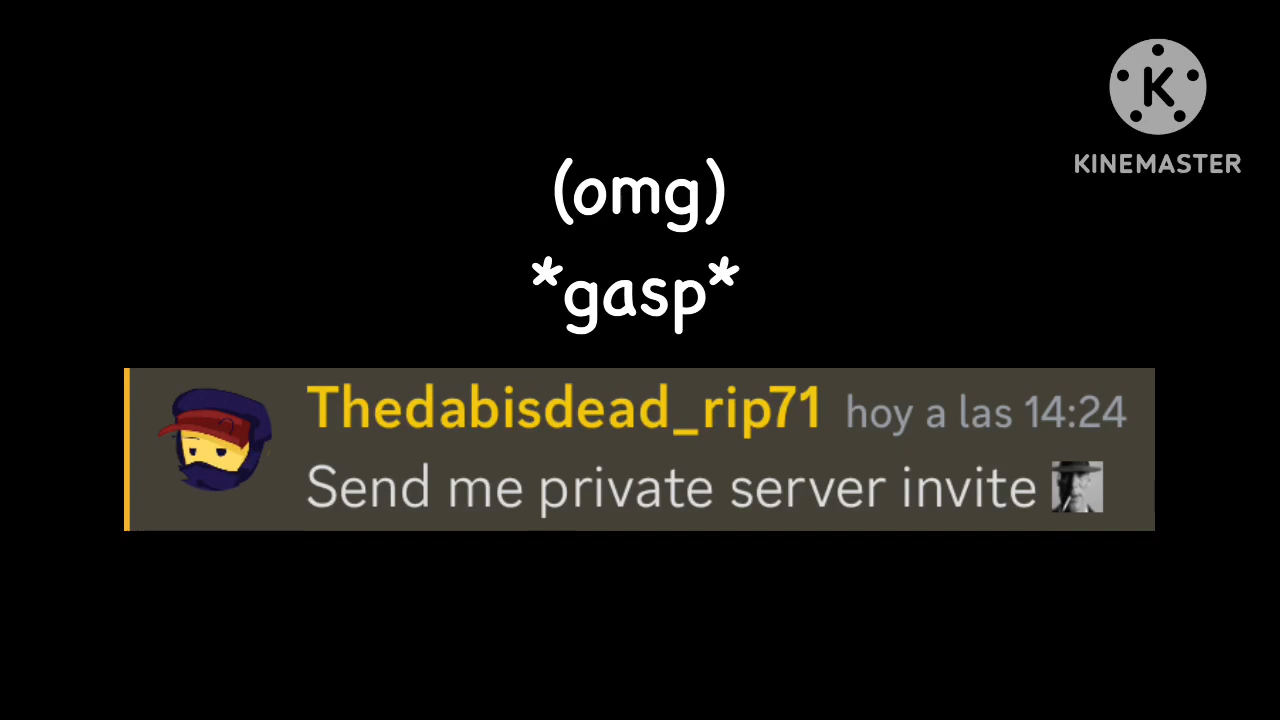 K
KINEMASTER
(omg)
*gasp*
Thedabisdead_rip71 hoy a las 14:24
Send me private server invite